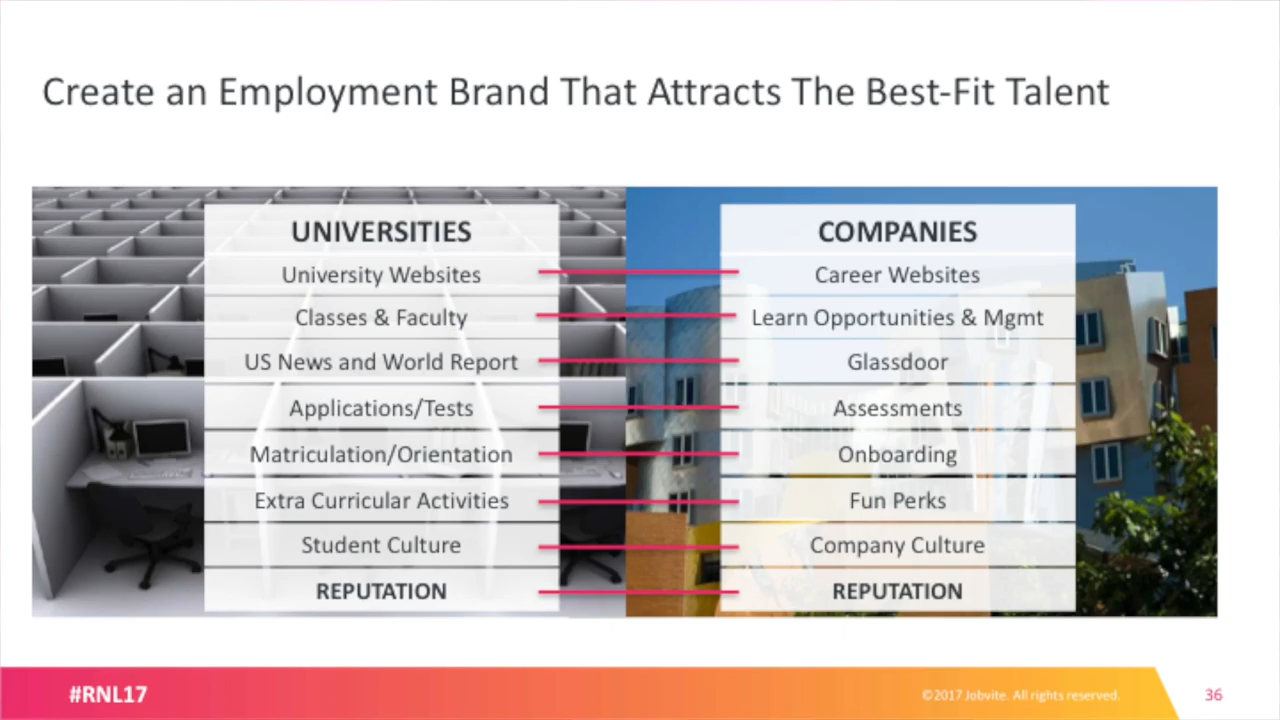 Create an Employment Brand That Attracts The Best-Fit Talent
UNIVERSITIES
University Websites
Classes & Faculty
US News and World Report
Applications/Tests
Matriculation/Orientation
Extra Curricular Activities
Student Culture
REPUTATION
COMPANIES
Career Websites
Learn Opportunities & Mgmt
Glassdoor
Assessments
Onboarding
Fun Perks
Company Culture
REPUTATION
#RNL17
©2017 Jobvite. All rights reserved.
36